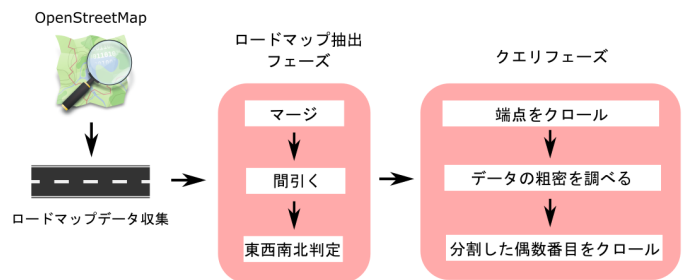 OpenStreetMap
ロードマップデータ収集
ロードマップ抽出
フェーズ
マージ
間引く
東西南北判定
クエリフェーズ
端点をクロール
データの粗密を調べる
分割した偶数番目をクロール